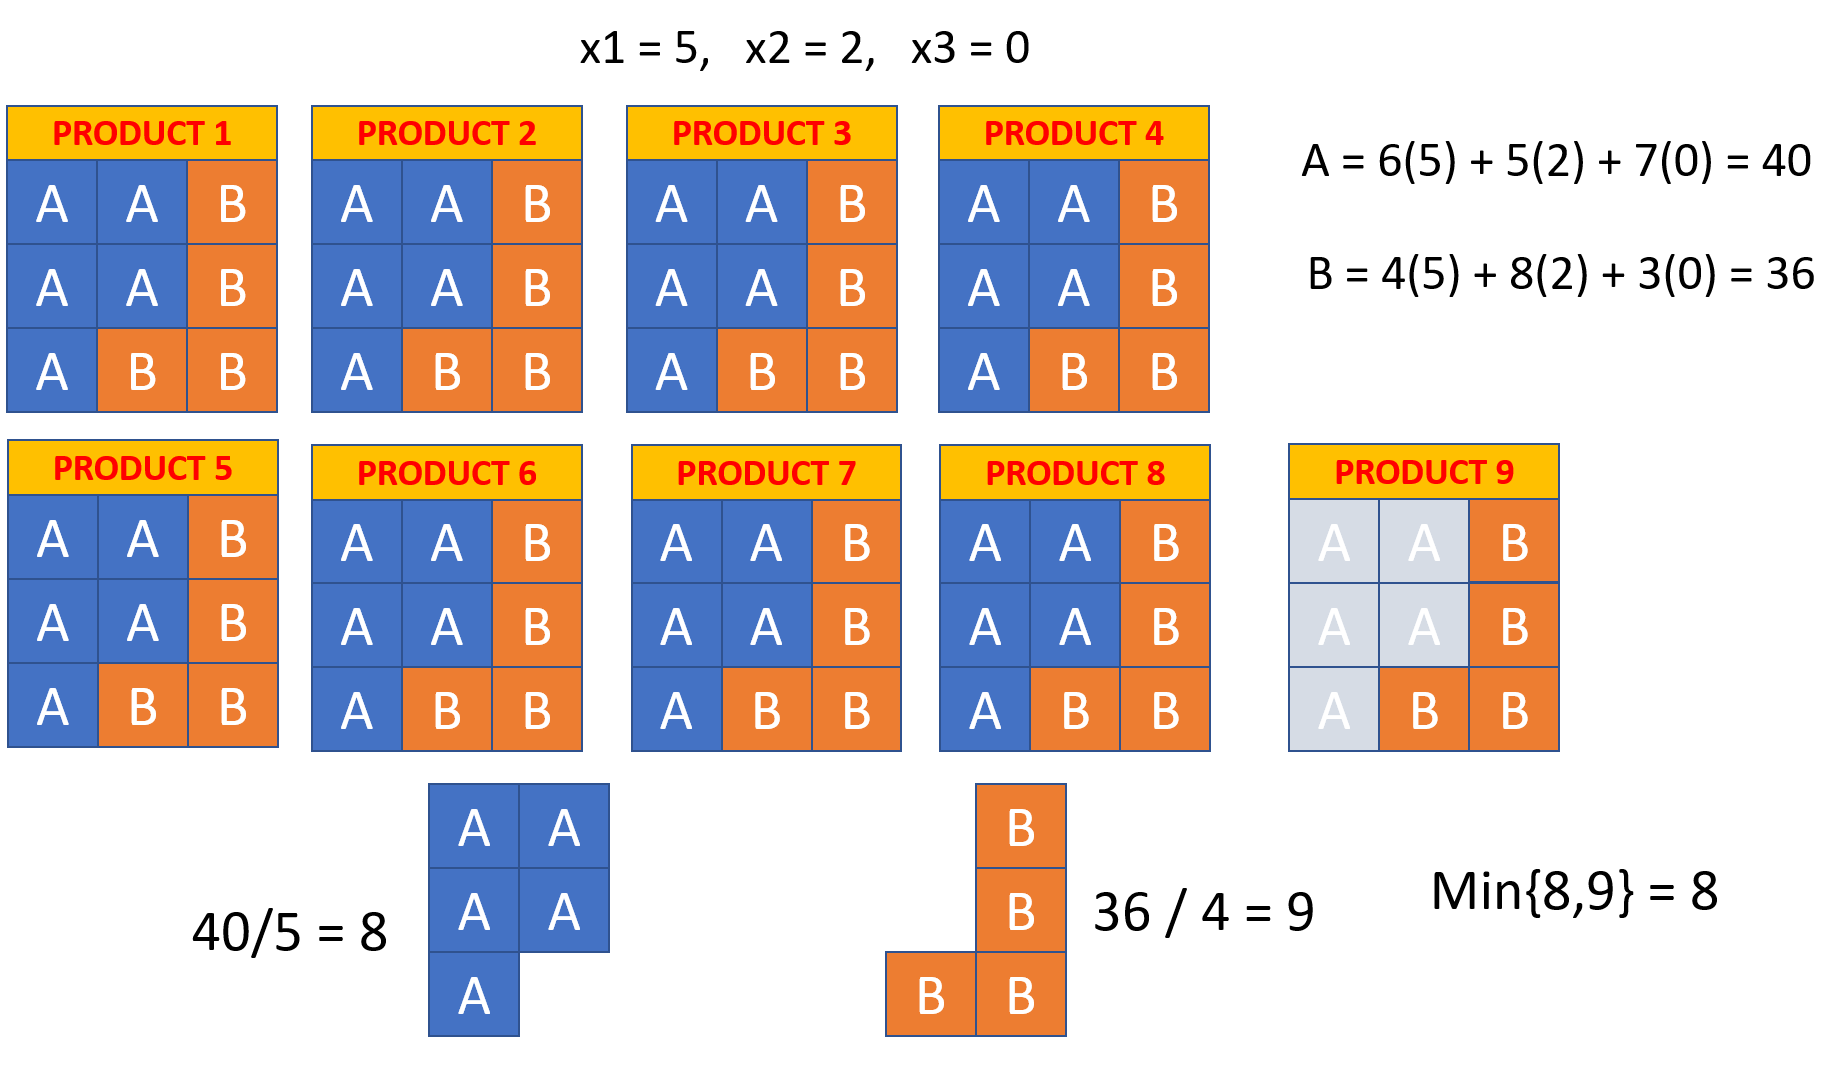 x1 = 5, x2 = 2, x3 = 0
PRODUCT 1
A A B
A A B
A B B
PRODUCT 2
A A B
A A B
A B B
PRODUCT 3
A A B
A A B
A B B
PRODUCT 4
A A B
A A B
A B B
A = 6(5) + 5(2) + 7(0) = 40
B = 4(5) + 8(2) + 3(0) = 36
PRODUCT 5
A A B
A A B
A B B
PRODUCT 6
A A B
A A B
A B B
PRODUCT 7
A A B
A A B
A B B
PRODUCT 8
A A B
A A B
A B B
PRODUCT 9
A A B
A A B
A B B
40/5 = 8
A A
A A
A
B
B
B B
36 / 4 = 9
Min{8,9} = 8